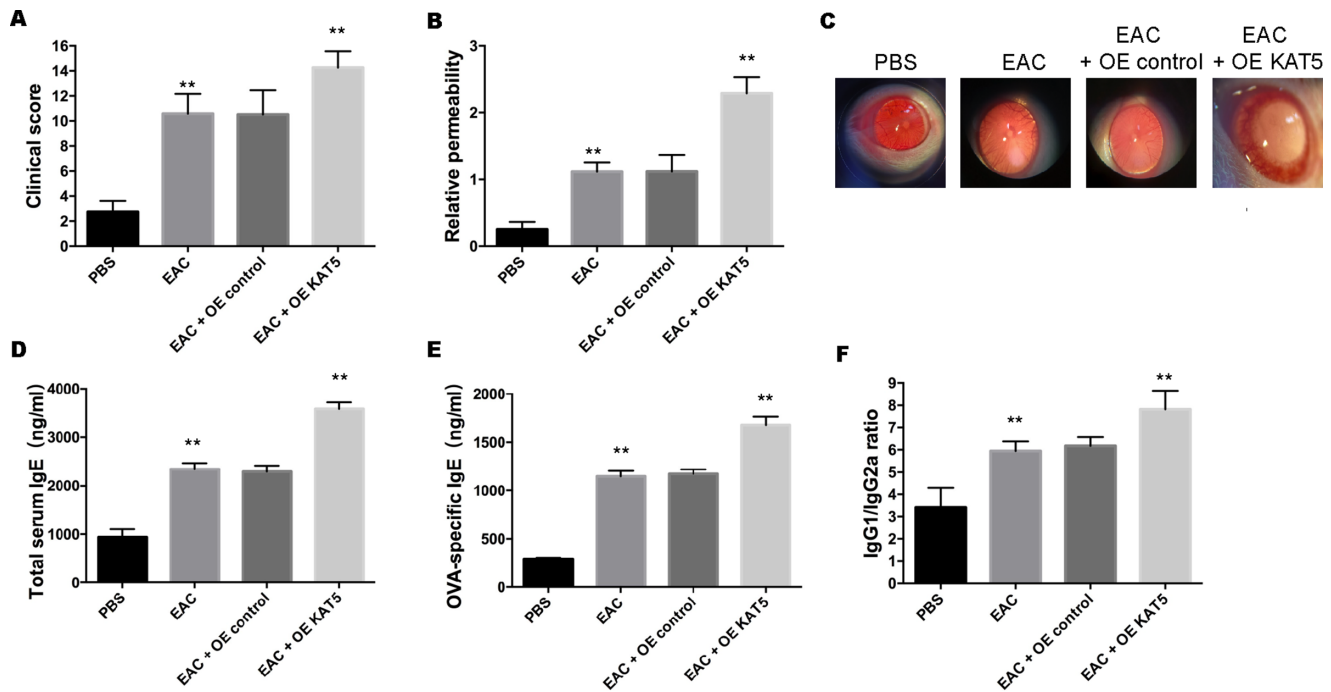 A
Clinical score
16
14
12
10
8
6
4
2
0
**
**
PBS
EAC
EAC + OE control
EAC + OE KAT5
B
Relative permeability
3
2
1
0
**
**
PBS
EAC
EAC + OE control
EAC + OE KAT5
C
PBS
EAC
EAC
+ OE control
EAC
+ OE KAT5
D
Total serum IgE (ng/ml)
4000
3000
2000
1000
0
**
**
PBS
EAC
EAC + OE control
EAC + OE KAT5
E
OVA-specific IgE (ng/ml)
2000
1500
1000
500
0
**
**
PBS
EAC
EAC + OE control
EAC + OE KAT5
F
IgG1/IgG2a ratio
9
8
7
6
5
4
3
2
1
0
**
**
PBS
EAC
EAC + OE control
EAC + OE KAT5